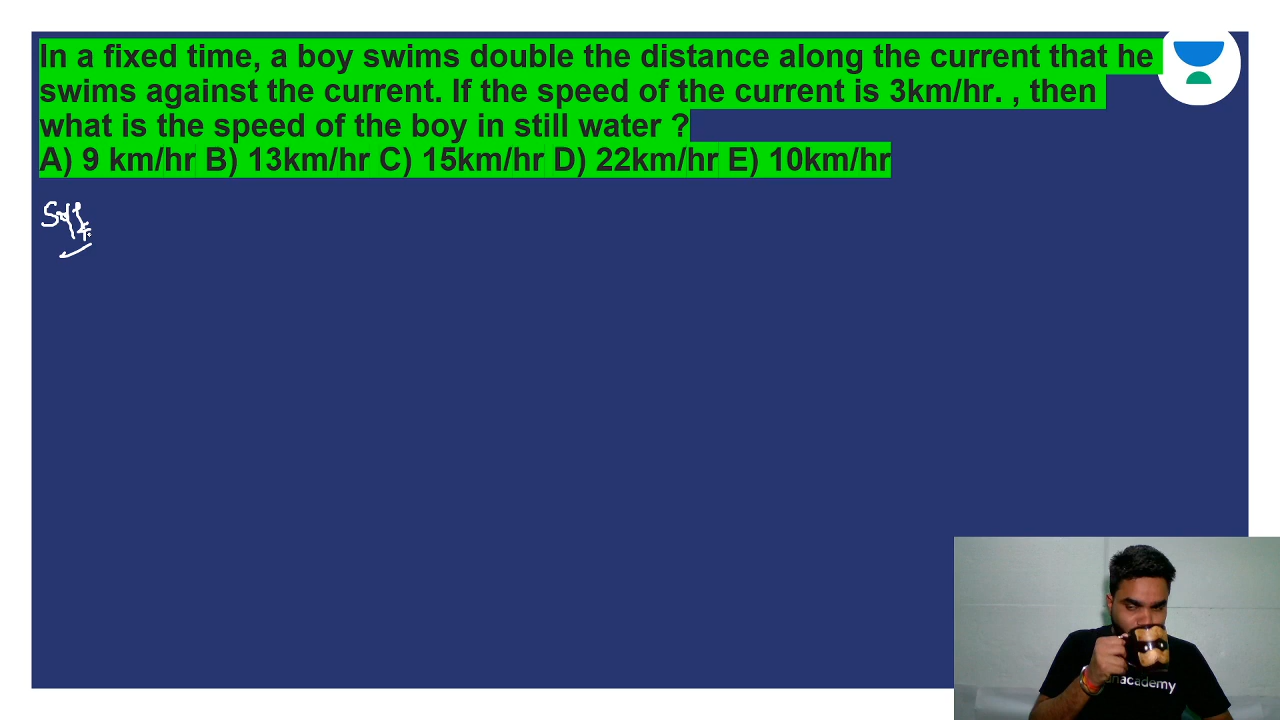 In a fixed time, a boy swims double the distance along the current that he
swims against the current. If the speed of the current is 3km/hr. , then
what is the speed of the boy in still water ?
A) 9 km/hr B) 13km/hr C) 15km/hr D) 22km/hr E) 10km/hr